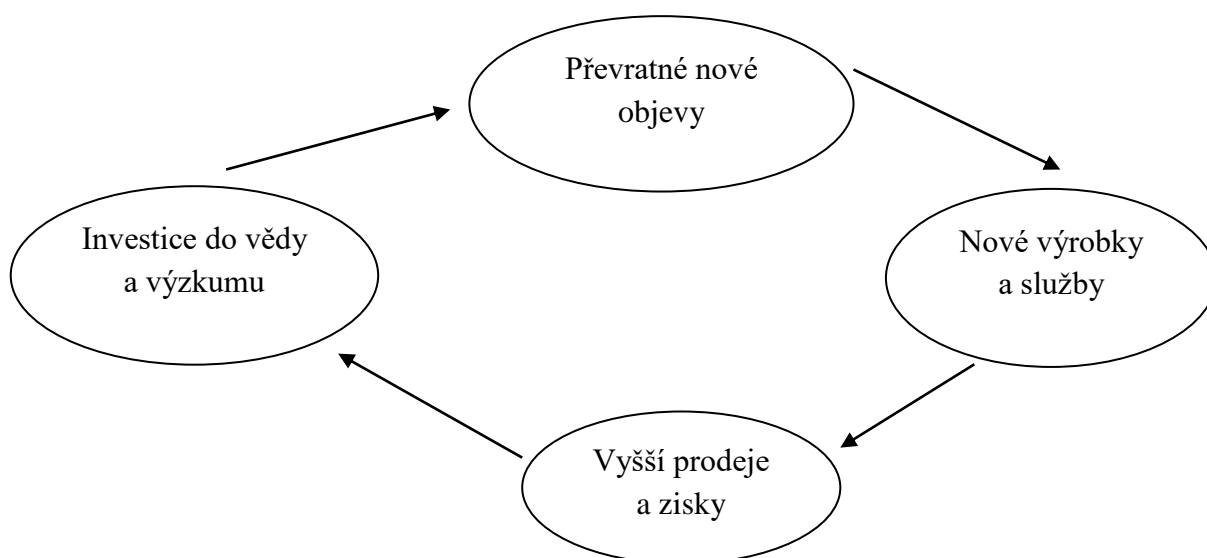 Převratné nové
objevy
Investice do vědy
a výzkumu
Nové výrobky
a služby
Vyšší prodeje
a zisky